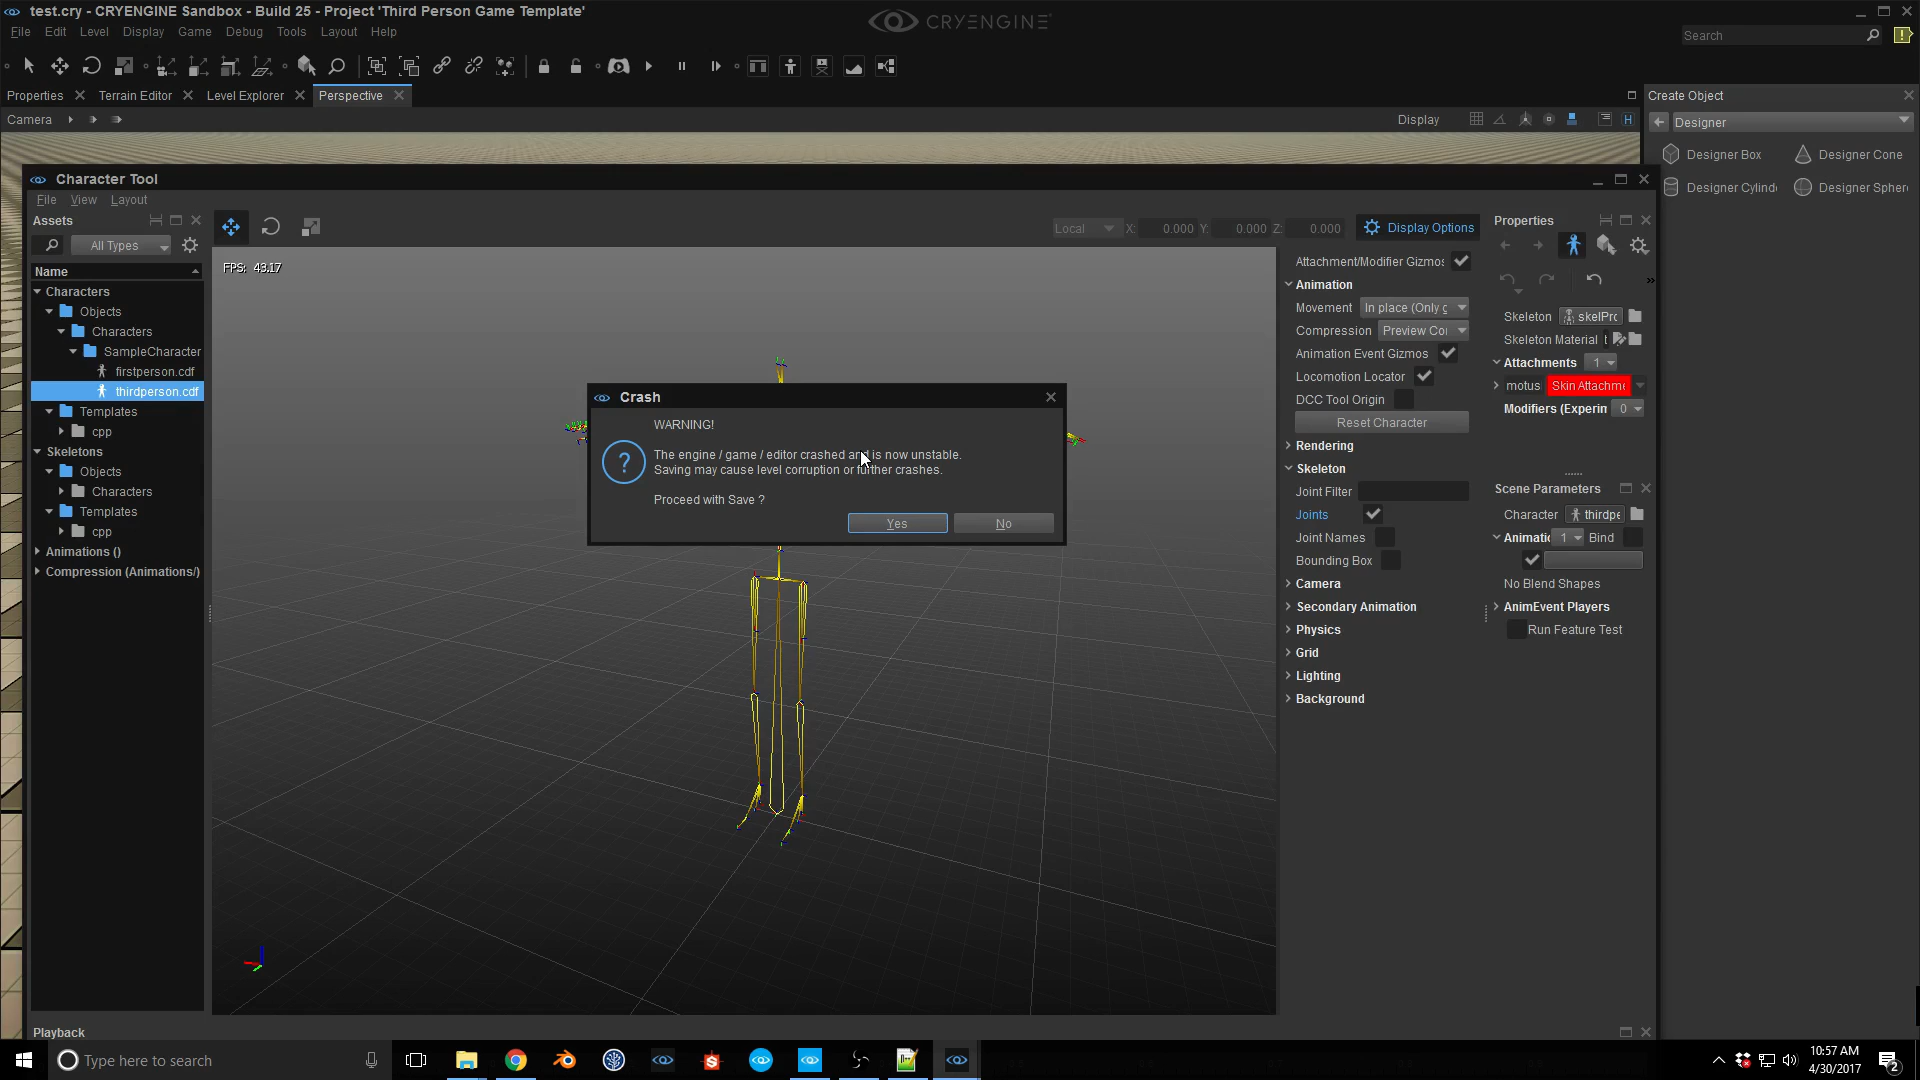 test.cry - CRYENGINE Sandbox - Build 25 - Project 'Third Person Game Template'
CRYENGINE
File Edit Level Display Game Debug Tools Layout Help
Search
Properties Terrain Editor Level Explorer Perspective
Create Object
Camera
Display
Designer
Designer Box
Designer Cone
Designer Cylind
Designer Spher
Character Tool
File View Layout
Assets
All Types
Local X: 0.000 Y: 0.000 Z: 0.000
Display Options
Properties
Name
Characters
Objects
Characters
SampleCharacter
firstperson.cdf
thirdperson.cdf
Templates
cpp
Skeletons
Objects
Characters
Templates
cpp
Animations ()
Compression (Animations/)
FPS: 43.17
Crash
WARNING!
The engine / game / editor crashed and is now unstable.
Saving may cause level corruption or further crashes.
Proceed with Save ?
Yes
No
Attachment/Modifier Gizmos
Animation
Movement In place (Only g
Compression Preview Co
Animation Event Gizmos
Locomotion Locator
DCC Tool Origin
Reset Character
Rendering
Skeleton
Joint Filter
Joints
Joint Names
Bounding Box
Camera
Secondary Animation
Physics
Grid
Lighting
Background
Skeleton skelPro
Skeleton Material t
Attachments 1
motus Skin Attachme
Modifiers (Experim 0
Scene Parameters
Character thirdpe
Animatio 1 Bind
No Blend Shapes
AnimEvent Players
Run Feature Test
Playback
Type here to search
10:57 AM
4/30/2017
2